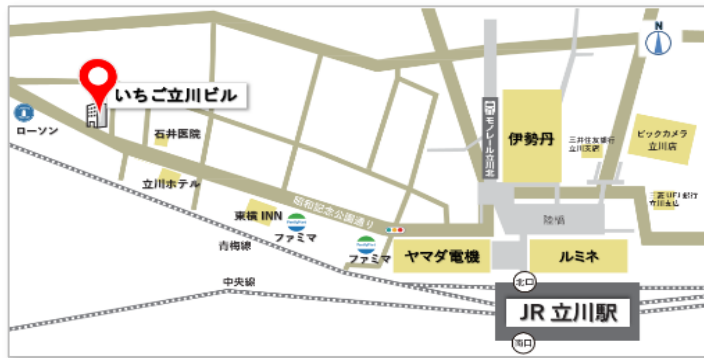 N
いちご立川ビル
ローソン
石井医院
モノレール立川北
伊勢丹
三井住友銀行
立川支店
ビックカメラ
立川店
立川ホテル
三菱UFJ銀行
立川支店
昭和記念公園通り
陸橋
東横INN
FamilyMart
ファミマ
青梅線
FamilyMart
ファミマ
ヤマダ電機
ルミネ
中央線
北口
JR 立川駅
南口